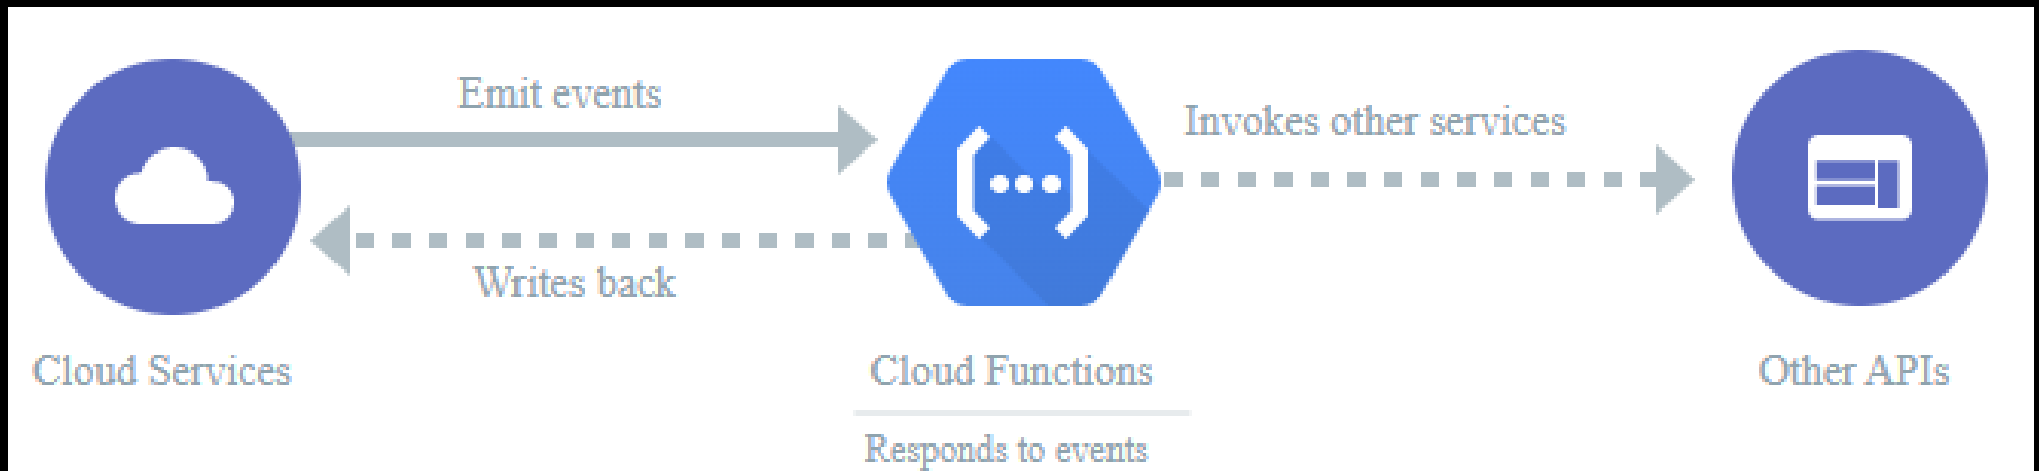 Emit events
Invokes other services
Writes back
Cloud Services
Cloud Functions
Other APIs
Responds to events